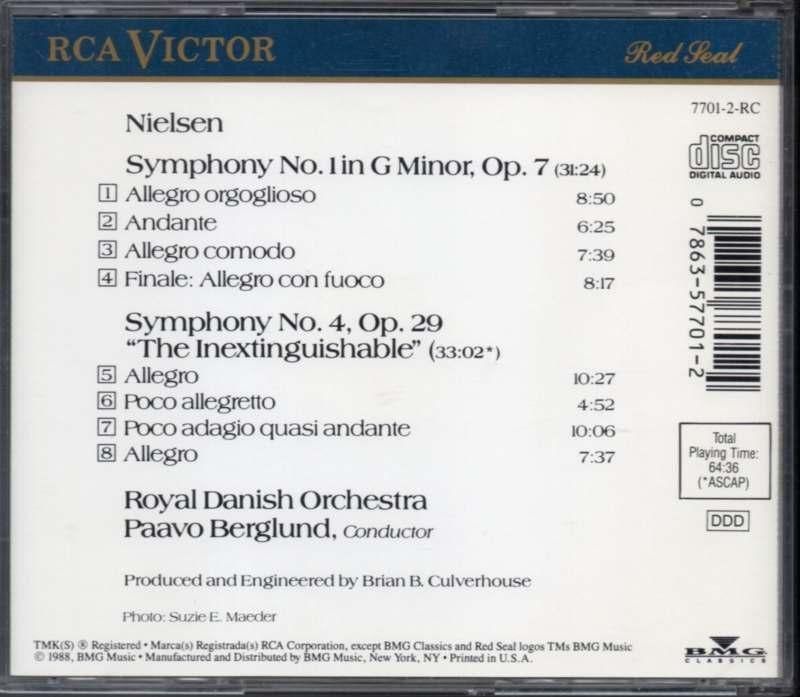 RCA VICTOR
Red Seal
7701-2-RC
COMPACT
disc
DIGITAL AUDIO
Nielsen
Symphony No. 1 in G Minor, Op. 7 (31:24)
1 Allegro orgoglioso 8:50
2 Andante 6:25
3 Allegro comodo 7:39
4 Finale: Allegro con fuoco 8:17
Symphony No. 4, Op. 29
“The Inextinguishable” (33:02*)
5 Allegro 10:27
6 Poco allegretto 4:52
7 Poco adagio quasi andante 10:06
8 Allegro 7:37
0 7863-57701-2
Total
Playing Time:
64:36
(*ASCAP)
DDD
Royal Danish Orchestra
Paavo Berglund, Conductor
Produced and Engineered by Brian B. Culverhouse
Photo: Suzie E. Maeder
TMK(S) ® Registered • Marca(s) Registrada(s) RCA Corporation, except BMG Classics and Red Seal logos TMs BMG Music
© 1988, BMG Music • Manufactured and Distributed by BMG Music, New York, NY • Printed in U.S.A.
BMG
CLASSICS